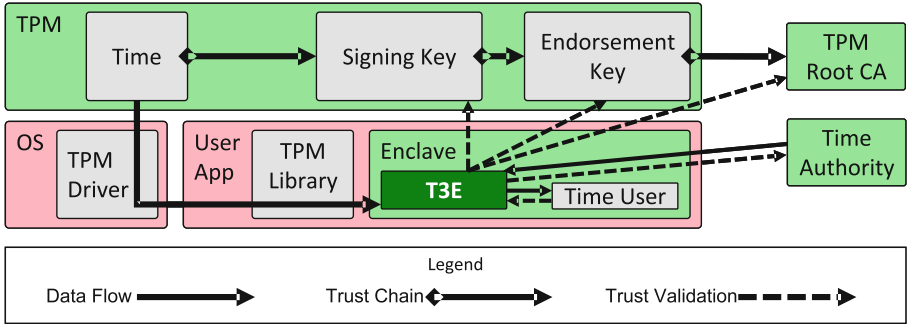 TPM
Time
Signing Key
Endorsement
Key
TPM
Root CA
OS
TPM
Driver
User
App
TPM
Library
Enclave
T3E
Time User
Time
Authority
Legend
Data Flow
Trust Chain
Trust Validation